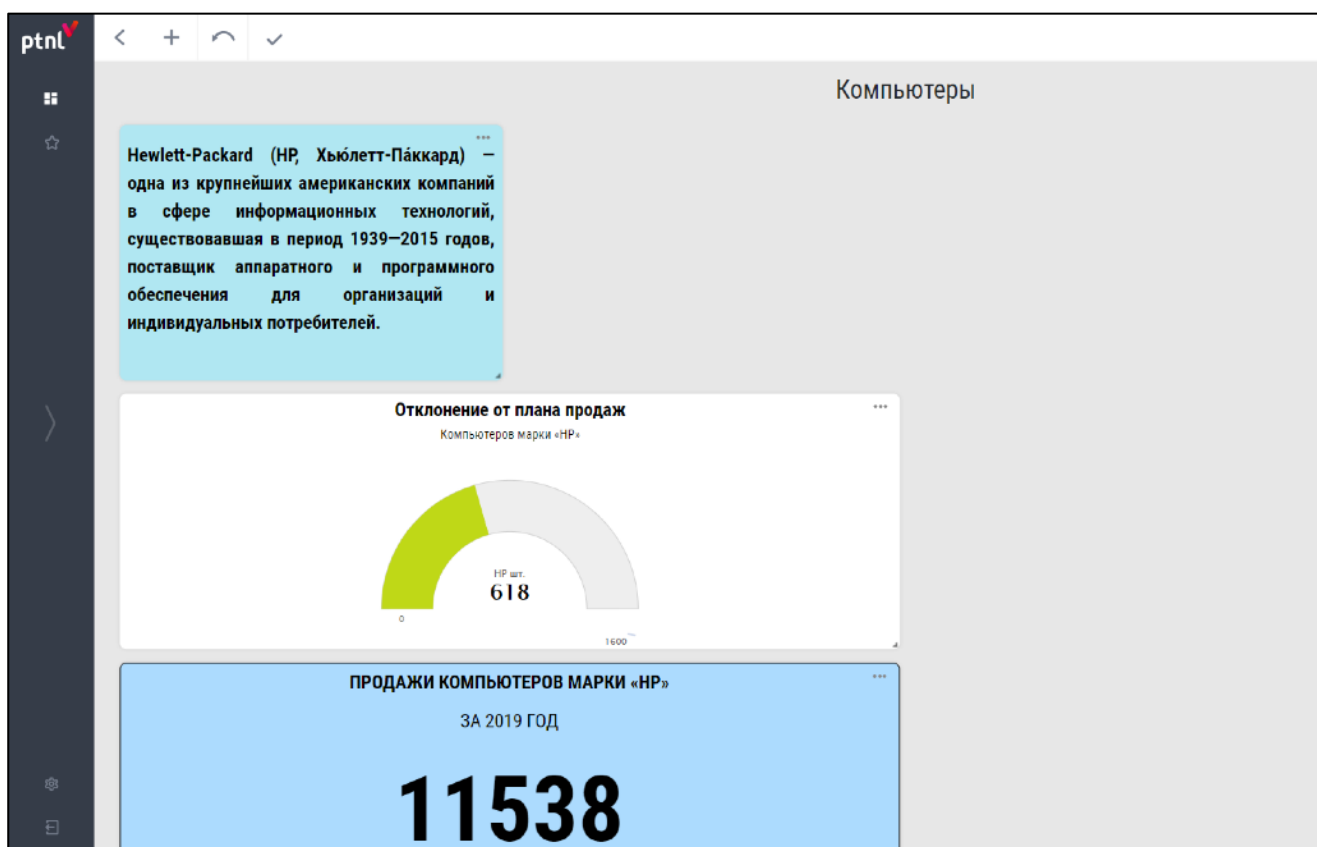 ptnl
Компьютеры
Hewlett-Packard (HP, Хью́летт-Па́ккард) —
одна из крупнейших американских компаний
в сфере информационных технологий,
существовавшая в период 1939—2015 годов,
поставщик аппаратного и программного
обеспечения для организаций и
индивидуальных потребителей.
Отклонение от плана продаж
Компьютеров марки «HP»
HP шт.
618
0
1600
ПРОДАЖИ КОМПЬЮТЕРОВ МАРКИ «HP»
ЗА 2019 ГОД
11538